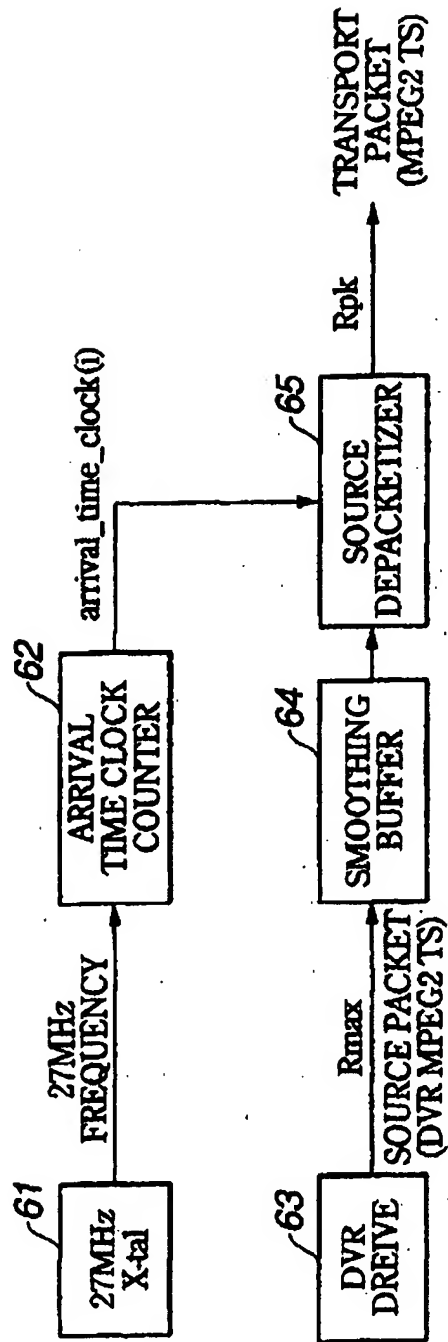 61
27MHz
X-tal
27MHz
FREQUENCY
62
ARRIVAL
TIME CLOCK
COUNTER
arrival_time_clock(i)
63
DVR
DREIVE
Rmax
SOURCE PACKET
(DVR MPEG2 TS)
64
SMOOTHING
BUFFER
65
SOURCE
DEPACKETIZER
Rpk
TRANSPORT
PACKET
(MPEG2 TS)